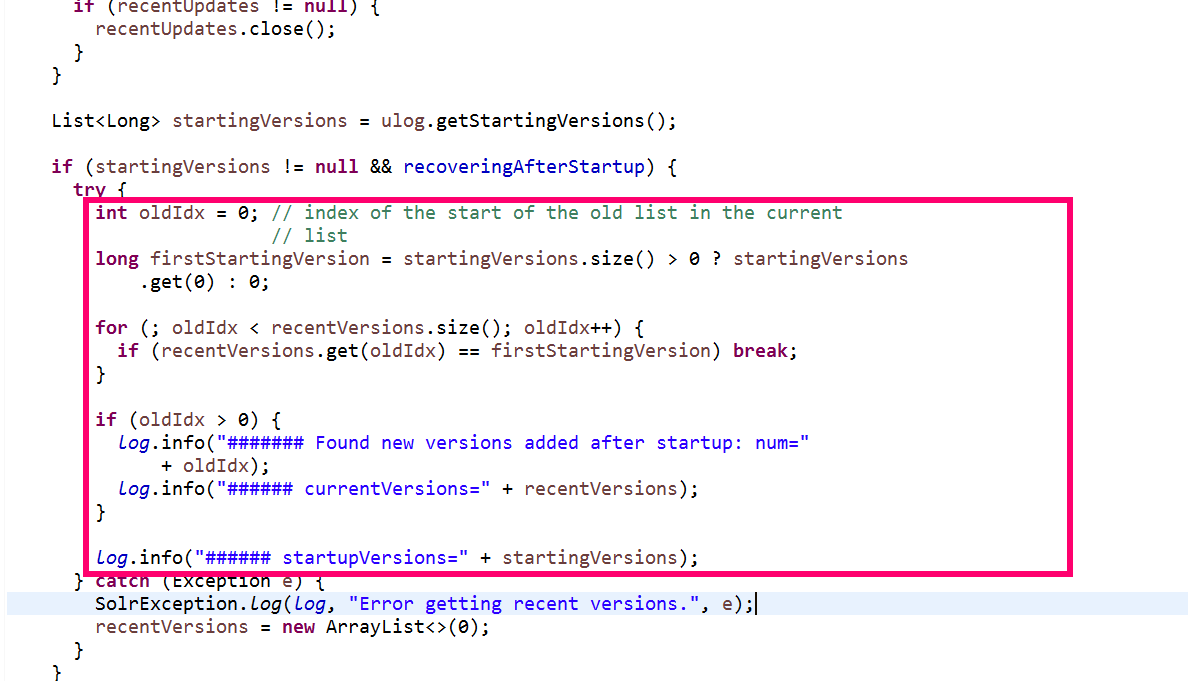 if (recentUpdates != null) {
recentUpdates.close();
}
}
List<Long> startingVersions = ulog.getStartingVersions();
if (startingVersions != null && recoveringAfterStartup) {
try {
int oldIdx = 0; // index of the start of the old list in the current
// list
long firstStartingVersion = startingVersions.size() > 0 ? startingVersions
.get(0) : 0;
for (; oldIdx < recentVersions.size(); oldIdx++) {
if (recentVersions.get(oldIdx) == firstStartingVersion) break;
}
if (oldIdx > 0) {
log.info("####### Found new versions added after startup: num="
+ oldIdx);
log.info("###### currentVersions=" + recentVersions);
}
log.info("###### startupVersions=" + startingVersions);
} catch (Exception e) {
SolrException.log(log, "Error getting recent versions.", e);
recentVersions = new ArrayList<>(0);
}
}